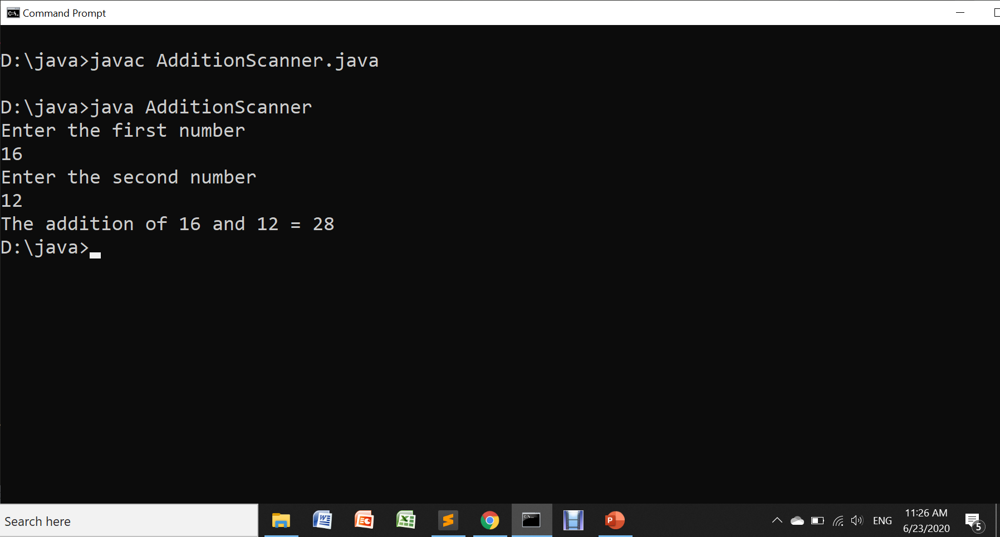 Command Prompt
D:\java>javac AdditionScanner.java
D:\java>java AdditionScanner
Enter the first number
16
Enter the second number
12
The addition of 16 and 12 = 28
D:\java>
Search here
ENG
11:26 AM
6/23/2020
5